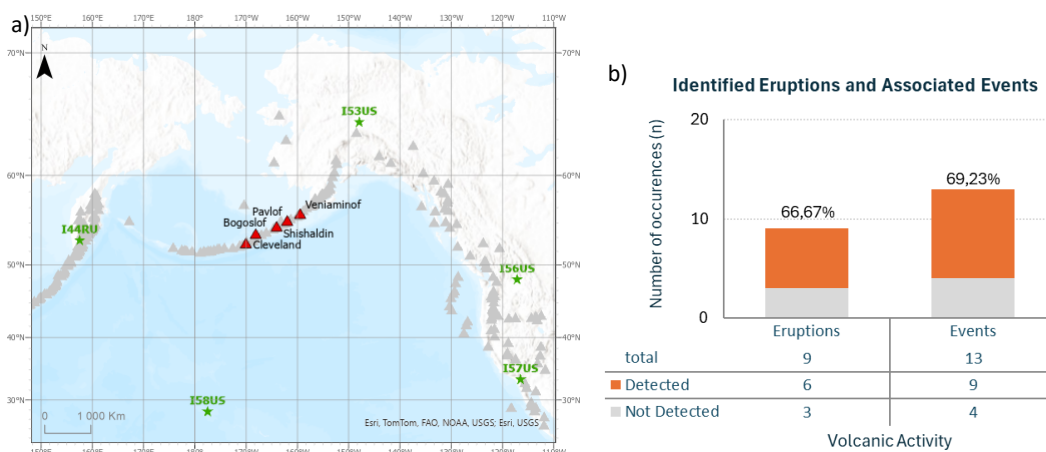 a)
150°E 160°E 180°E 180°W 170°W 160°W 150°W 140°W 130°W 120°W 110°W
70°N 70°N
N
I53US
60°N 60°N
Veniaminof
Pavlof
Bogoslof
Shishaldin
I44RU
Cleveland
50°N 50°N
I56US
40°N 40°N
I57US
I58US
30°N 30°N
0 1 000 Km
Esri, TomTom, FAO, NOAA, USGS; Esri, USGS
b)
Identified Eruptions and Associated Events
Number of occurences (n)
20
69,23%
66,67%
10
0
Eruptions Events
total 9 13
Detected 6 9
Not Detected 3 4
Volcanic Activity